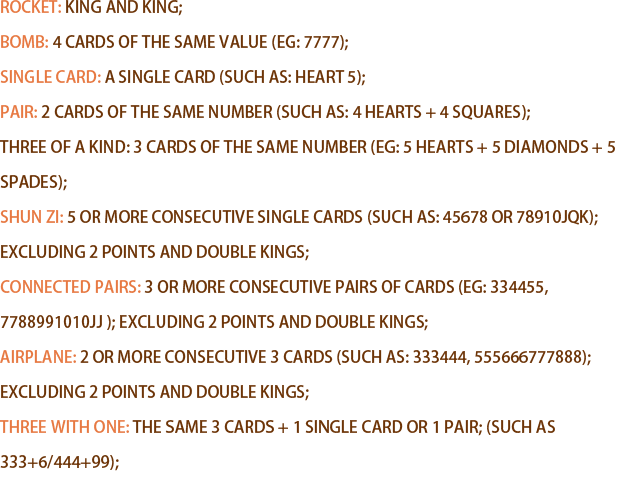 ROCKET: KING AND KING;
BOMB: 4 CARDS OF THE SAME VALUE (EG: 7777);
SINGLE CARD: A SINGLE CARD (SUCH AS: HEART 5);
PAIR: 2 CARDS OF THE SAME NUMBER (SUCH AS: 4 HEARTS + 4 SQUARES);
THREE OF A KIND: 3 CARDS OF THE SAME NUMBER (EG: 5 HEARTS + 5 DIAMONDS + 5
SPADES);
SHUN ZI: 5 OR MORE CONSECUTIVE SINGLE CARDS (SUCH AS: 45678 OR 78910JQK);
EXCLUDING 2 POINTS AND DOUBLE KINGS;
CONNECTED PAIRS: 3 OR MORE CONSECUTIVE PAIRS OF CARDS (EG: 334455,
7788991010JJ ); EXCLUDING 2 POINTS AND DOUBLE KINGS;
AIRPLANE: 2 OR MORE CONSECUTIVE 3 CARDS (SUCH AS: 333444, 555666777888);
EXCLUDING 2 POINTS AND DOUBLE KINGS;
THREE WITH ONE: THE SAME 3 CARDS + 1 SINGLE CARD OR 1 PAIR; (SUCH AS
333+6/444+99);